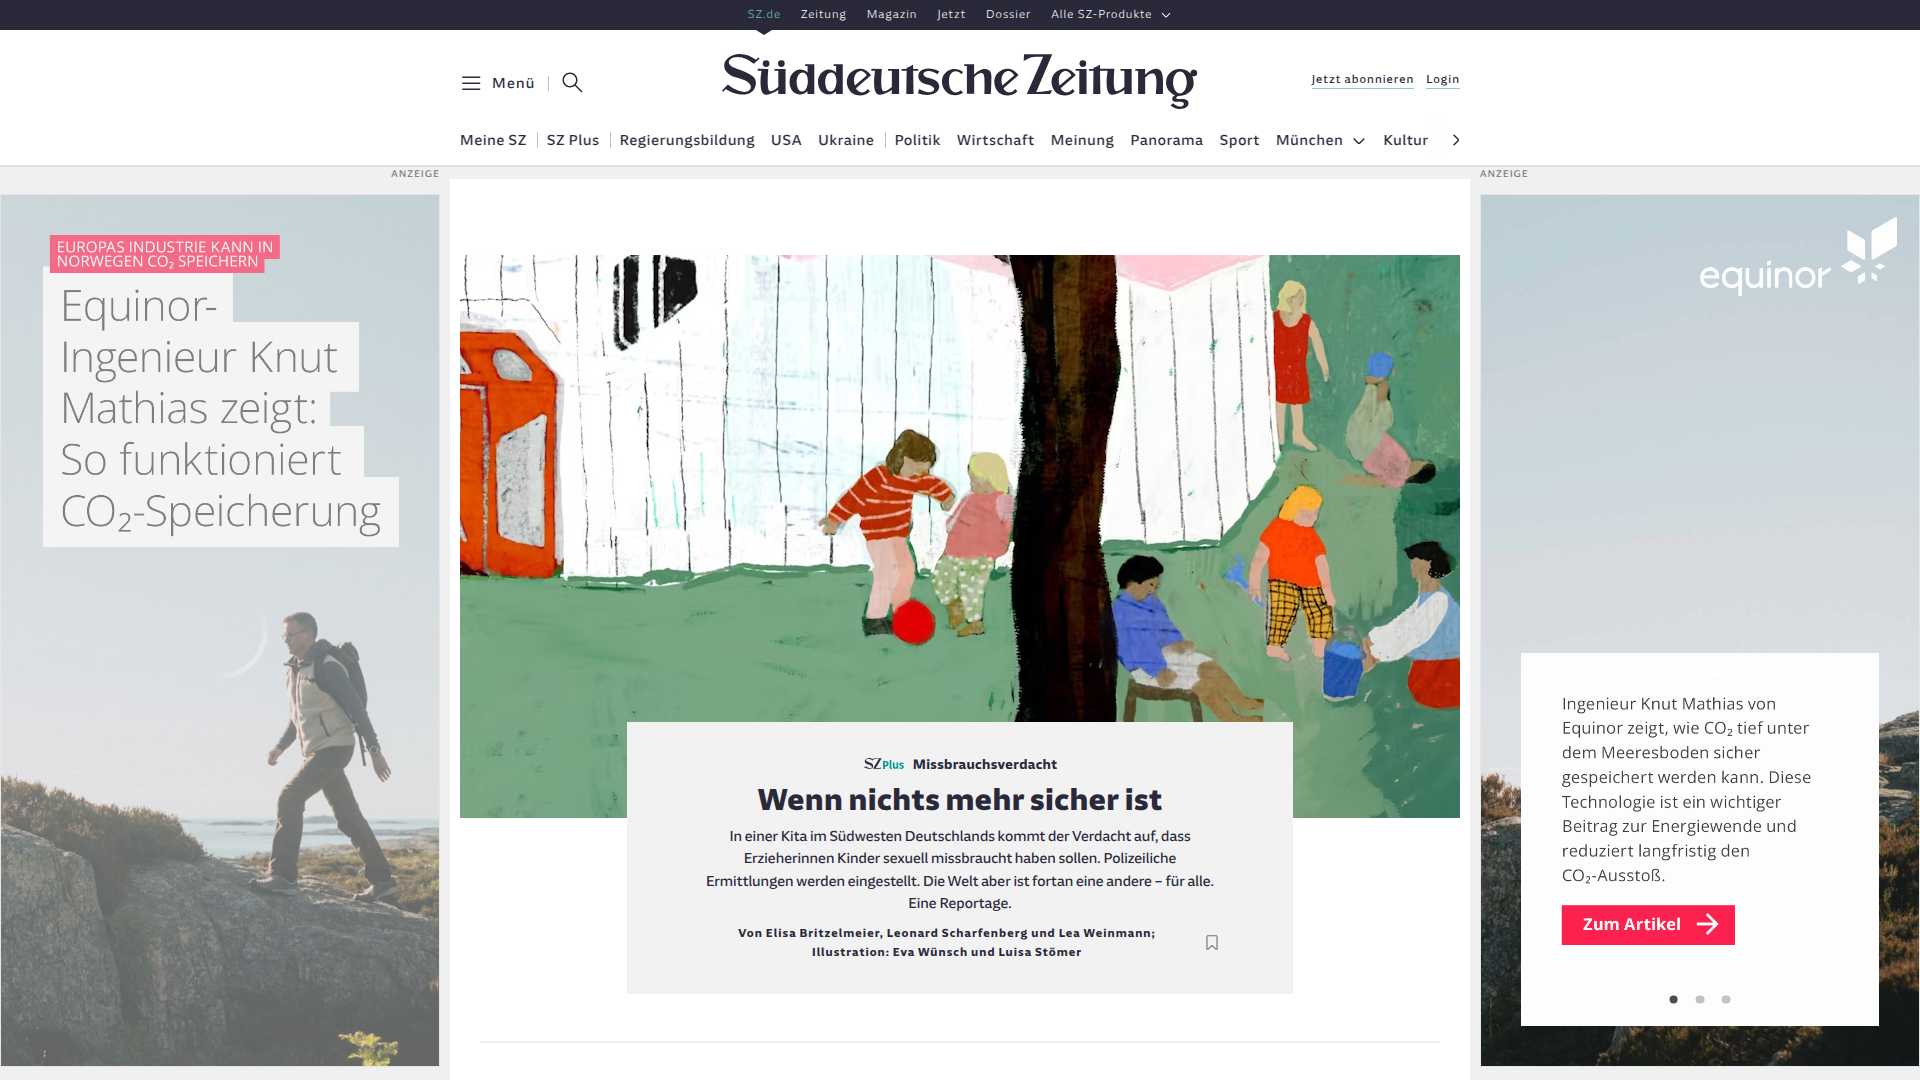 SZ.de Zeitung Magazin Jetzt Dossier Alle SZ-Produkte
Menü
Süddeutsche Zeitung
Jetzt abonnieren Login
Meine SZ SZ Plus Regierungsbildung USA Ukraine Politik Wirtschaft Meinung Panorama Sport München Kultur
ANZEIGE
EUROPAS INDUSTRIE KANN IN
NORWEGEN CO₂ SPEICHERN
Equinor-
Ingenieur Knut
Mathias zeigt:
So funktioniert
CO₂-Speicherung
SZ Plus Missbrauchsverdacht
Wenn nichts mehr sicher ist
In einer Kita im Südwesten Deutschlands kommt der Verdacht auf, dass
Erzieherinnen Kinder sexuell missbraucht haben sollen. Polizeiliche
Ermittlungen werden eingestellt. Die Welt aber ist fortan eine andere – für alle.
Eine Reportage.
Von Elisa Britzelmeier, Leonard Scharfenberg und Lea Weinmann;
Illustration: Eva Wünsch und Luisa Stömer
ANZEIGE
equinor
Ingenieur Knut Mathias von
Equinor zeigt, wie CO₂ tief unter
dem Meeresboden sicher
gespeichert werden kann. Diese
Technologie ist ein wichtiger
Beitrag zur Energiewende und
reduziert langfristig den
CO₂-Ausstoß.
Zum Artikel